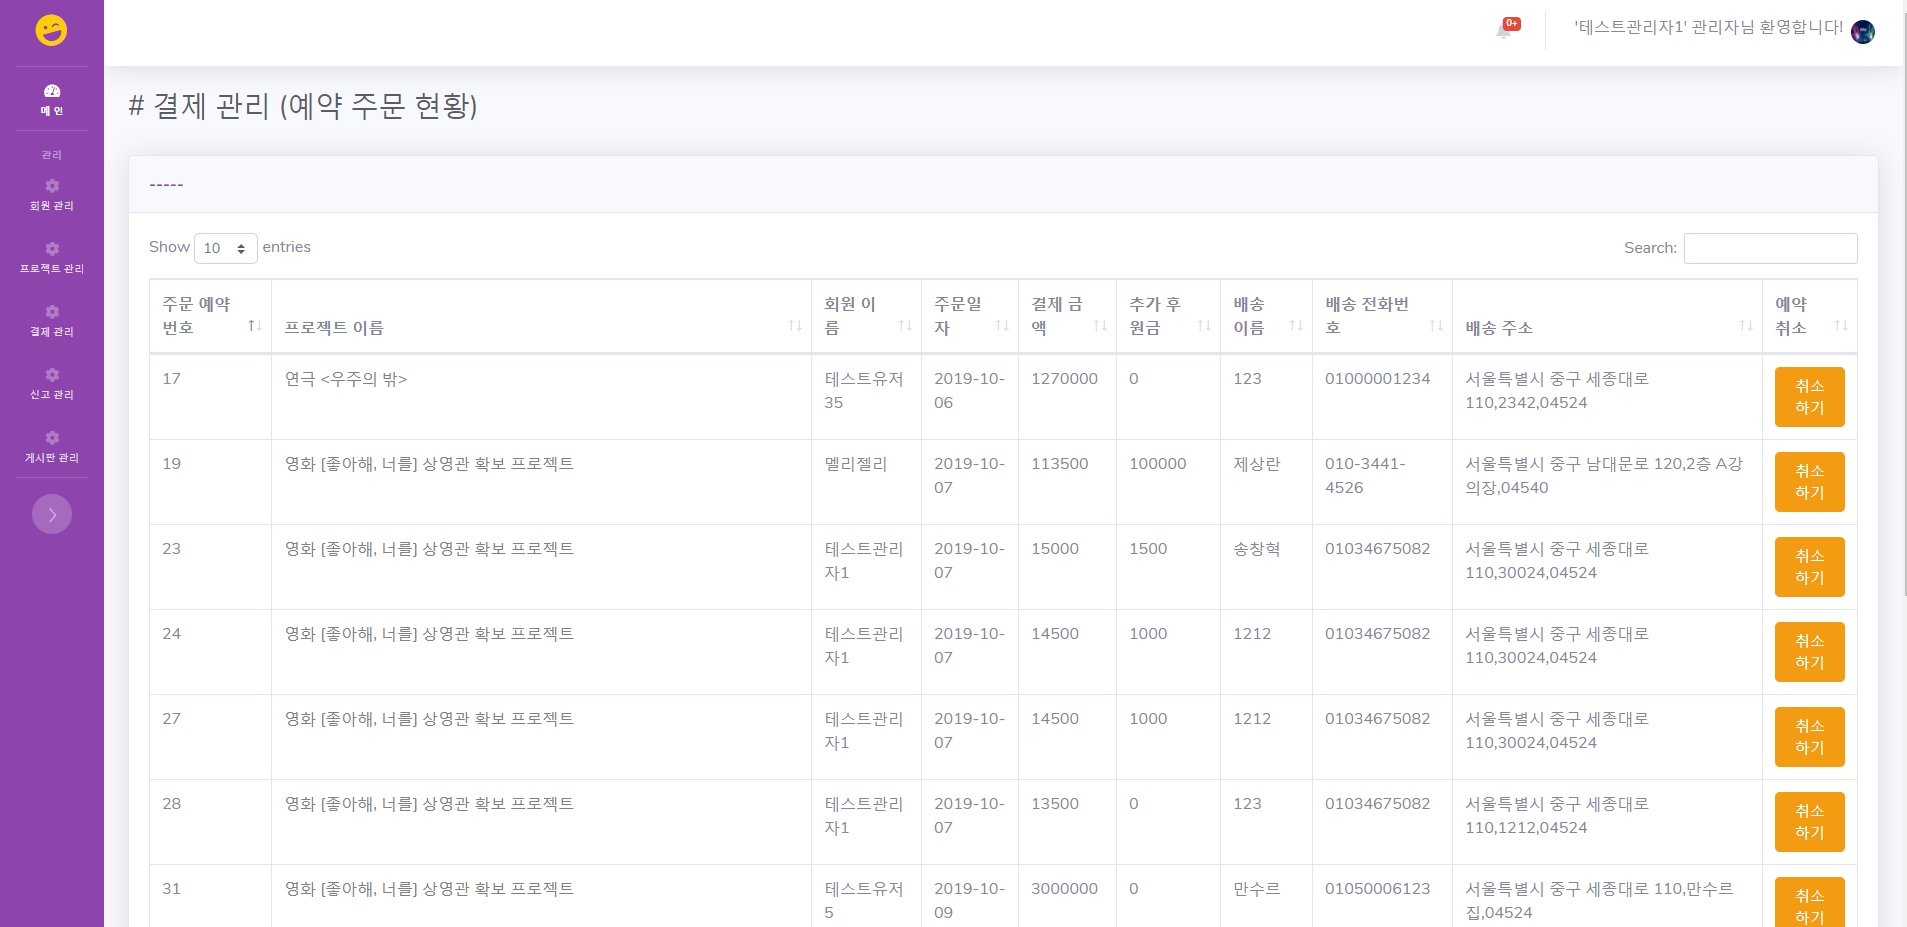 메 인
관리
회원 관리
프로젝트 관리
결제 관리
신고 관리
게시판 관리
0+
'테스트관리자1' 관리자님 환영합니다!
# 결제 관리 (예약 주문 현황)
-----
Show 10 entries
Search:
주문 예약
번호
프로젝트 이름
회원 이
름
주문일
자
결제 금
액
추가 후
원금
배송
이름
배송 전화번
호
배송 주소
예약
취소
17
연극 <우주의 밖>
테스트유저
35
2019-10-
06
1270000
0
123
01000001234
서울특별시 중구 세종대로
110,2342,04524
취소
하기
19
영화 [좋아해, 너를] 상영관 확보 프로젝트
멜리젤리
2019-10-
07
113500
100000
제상란
010-3441-
4526
서울특별시 중구 남대문로 120,2층 A강
의장,04540
취소
하기
23
영화 [좋아해, 너를] 상영관 확보 프로젝트
테스트관리
자1
2019-10-
07
15000
1500
송창혁
01034675082
서울특별시 중구 세종대로
110,30024,04524
취소
하기
24
영화 [좋아해, 너를] 상영관 확보 프로젝트
테스트관리
자1
2019-10-
07
14500
1000
1212
01034675082
서울특별시 중구 세종대로
110,30024,04524
취소
하기
27
영화 [좋아해, 너를] 상영관 확보 프로젝트
테스트관리
자1
2019-10-
07
14500
1000
1212
01034675082
서울특별시 중구 세종대로
110,30024,04524
취소
하기
28
영화 [좋아해, 너를] 상영관 확보 프로젝트
테스트관리
자1
2019-10-
07
13500
0
123
01034675082
서울특별시 중구 세종대로
110,1212,04524
취소
하기
31
영화 [좋아해, 너를] 상영관 확보 프로젝트
테스트유저
5
2019-10-
09
3000000
0
만수르
01050006123
서울특별시 중구 세종대로 110,만수르
집,04524
취소
하기